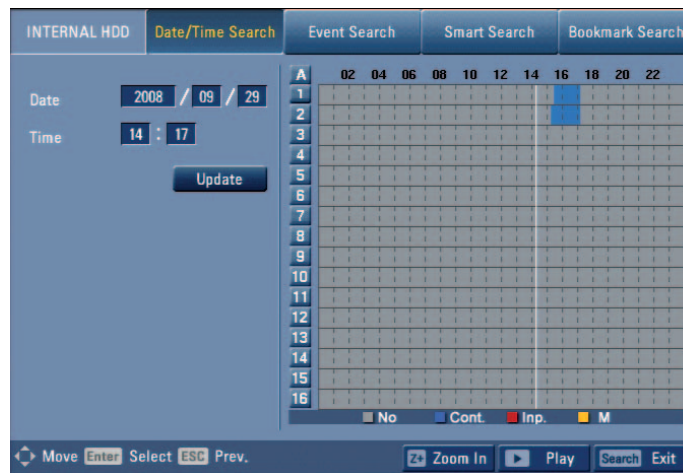 INTERNAL HDD Date/Time Search Event Search Smart Search Bookmark Search
Date 2008 / 09 / 29
Time 14 : 17
Update
A 02 04 06 08 10 12 14 16 18 20 22
1
2
3
4
5
6
7
8
9
10
11
12
13
14
15
16
No Cont. Inp. M
Move Enter Select ESC Prev. Z+ Zoom In Play Search Exit